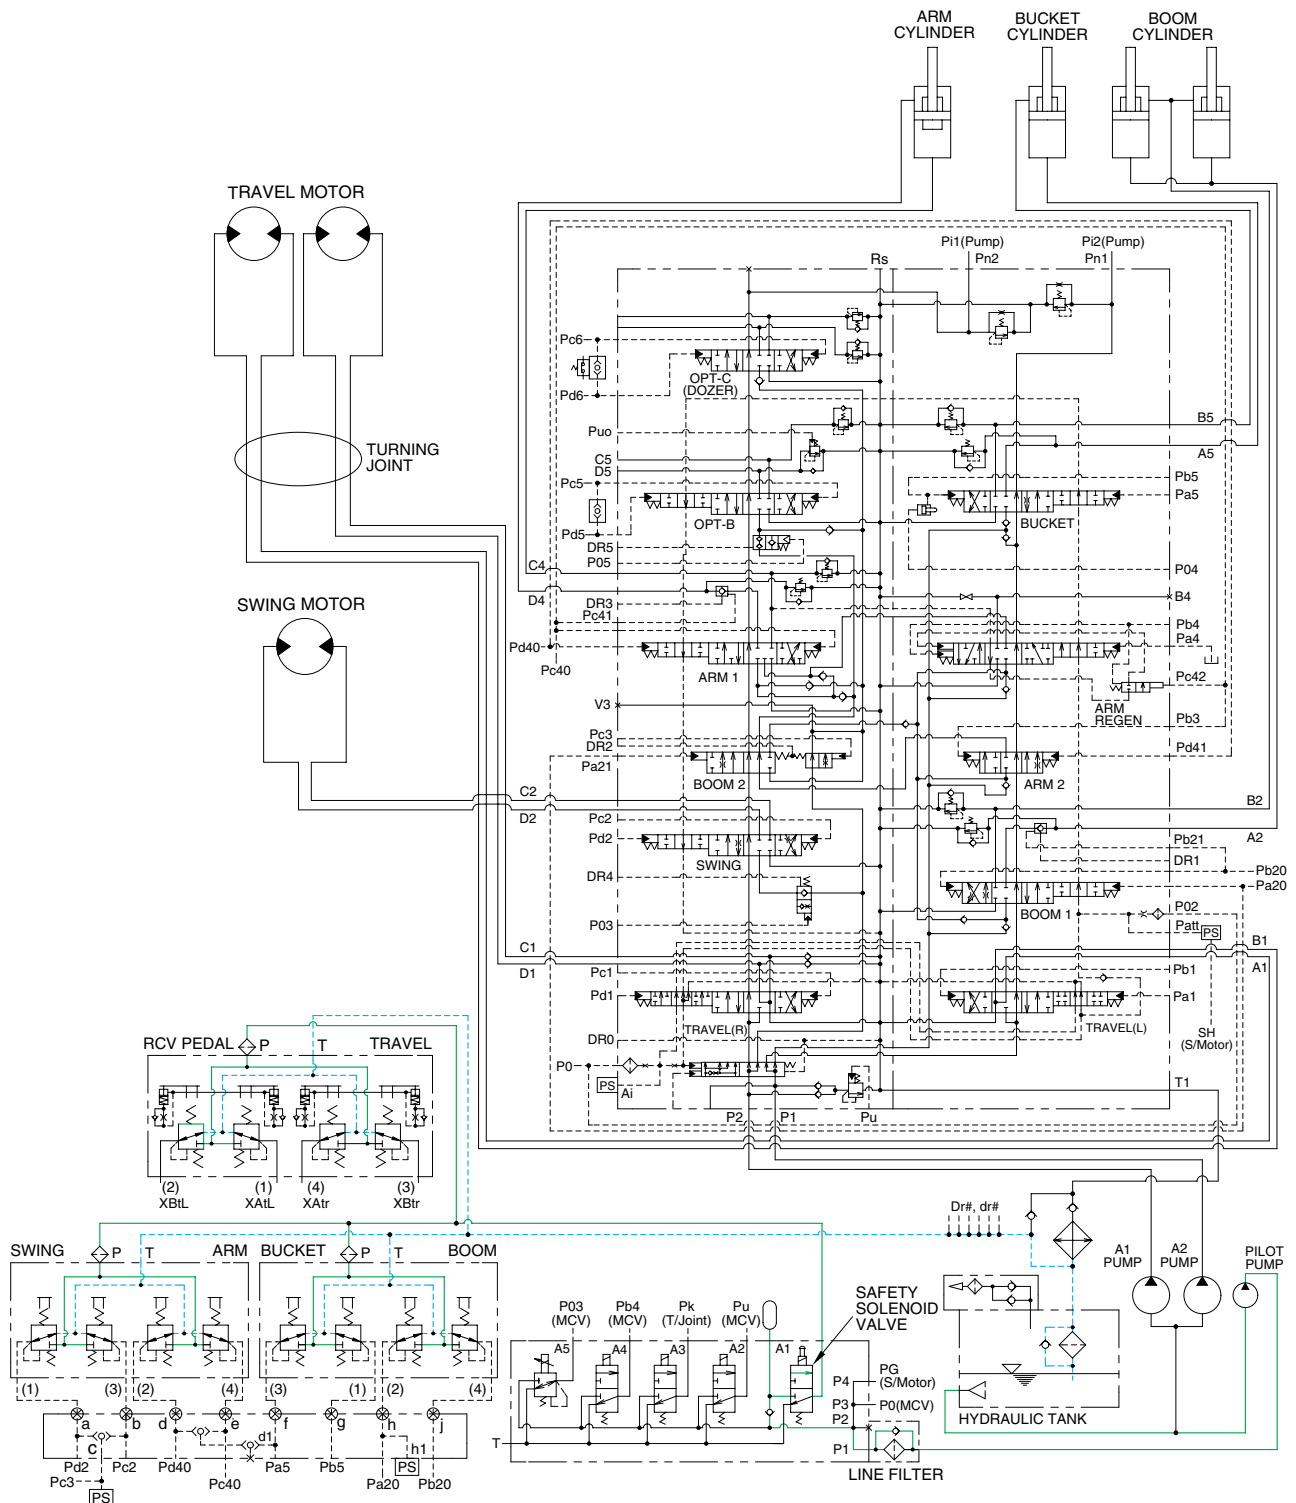 ARM
CYLINDER
BUCKET
CYLINDER
BOOM
CYLINDER
TRAVEL MOTOR
TURNING
JOINT
SWING MOTOR
Pi1(Pump)
Pn2
Pi2(Pump)
Pn1
Rs
Pc6
Pd6
OPT-C
(DOZER)
Puo
C5
D5
Pc5
Pd5
OPT-B
DR5
P05
B5
A5
Pb5
Pa5
BUCKET
P04
C4
D4
DR3
Pc41
Pd40
Pc40
ARM 1
B4
Pb4
Pa4
Pc42
ARM
REGEN
V3
Pc3
DR2
Pa21
BOOM 2
Pb3
Pd41
ARM 2
C2
D2
Pc2
Pd2
SWING
B2
A2
Pb21
DR1
Pb20
Pa20
BOOM 1
DR4
P03
P02
Patt
PS
C1
D1
Pc1
Pd1
TRAVEL(R)
B1
A1
Pb1
Pa1
TRAVEL(L)
SH
(S/Motor)
DR0
P0
PS
Ai
P2
P1
Pu
T1
RCV PEDAL
P
T
TRAVEL
(2)
XBtL
(1)
XAtL
(4)
XAtr
(3)
XBtr
SWING
P
T
ARM
BUCKET
P
T
BOOM
(1)
(3)
(2)
(4)
(3)
(1)
(2)
(4)
a
b
d
e
f
g
h
j
c
d1
h1
Pd2
Pc2
Pd40
Pa5
Pb5
PS
Pc3
Pc40
Pa20
Pb20
PS
Dr#, dr#
A1
PUMP
A2
PUMP
PILOT
PUMP
HYDRAULIC TANK
SAFETY
SOLENOID
VALVE
P03
(MCV)
Pb4
(MCV)
Pk
(T/Joint)
Pu
(MCV)
A5
A4
A3
A2
A1
PG
P4
(S/Motor)
P3
P0(MCV)
P2
P1
T
LINE FILTER